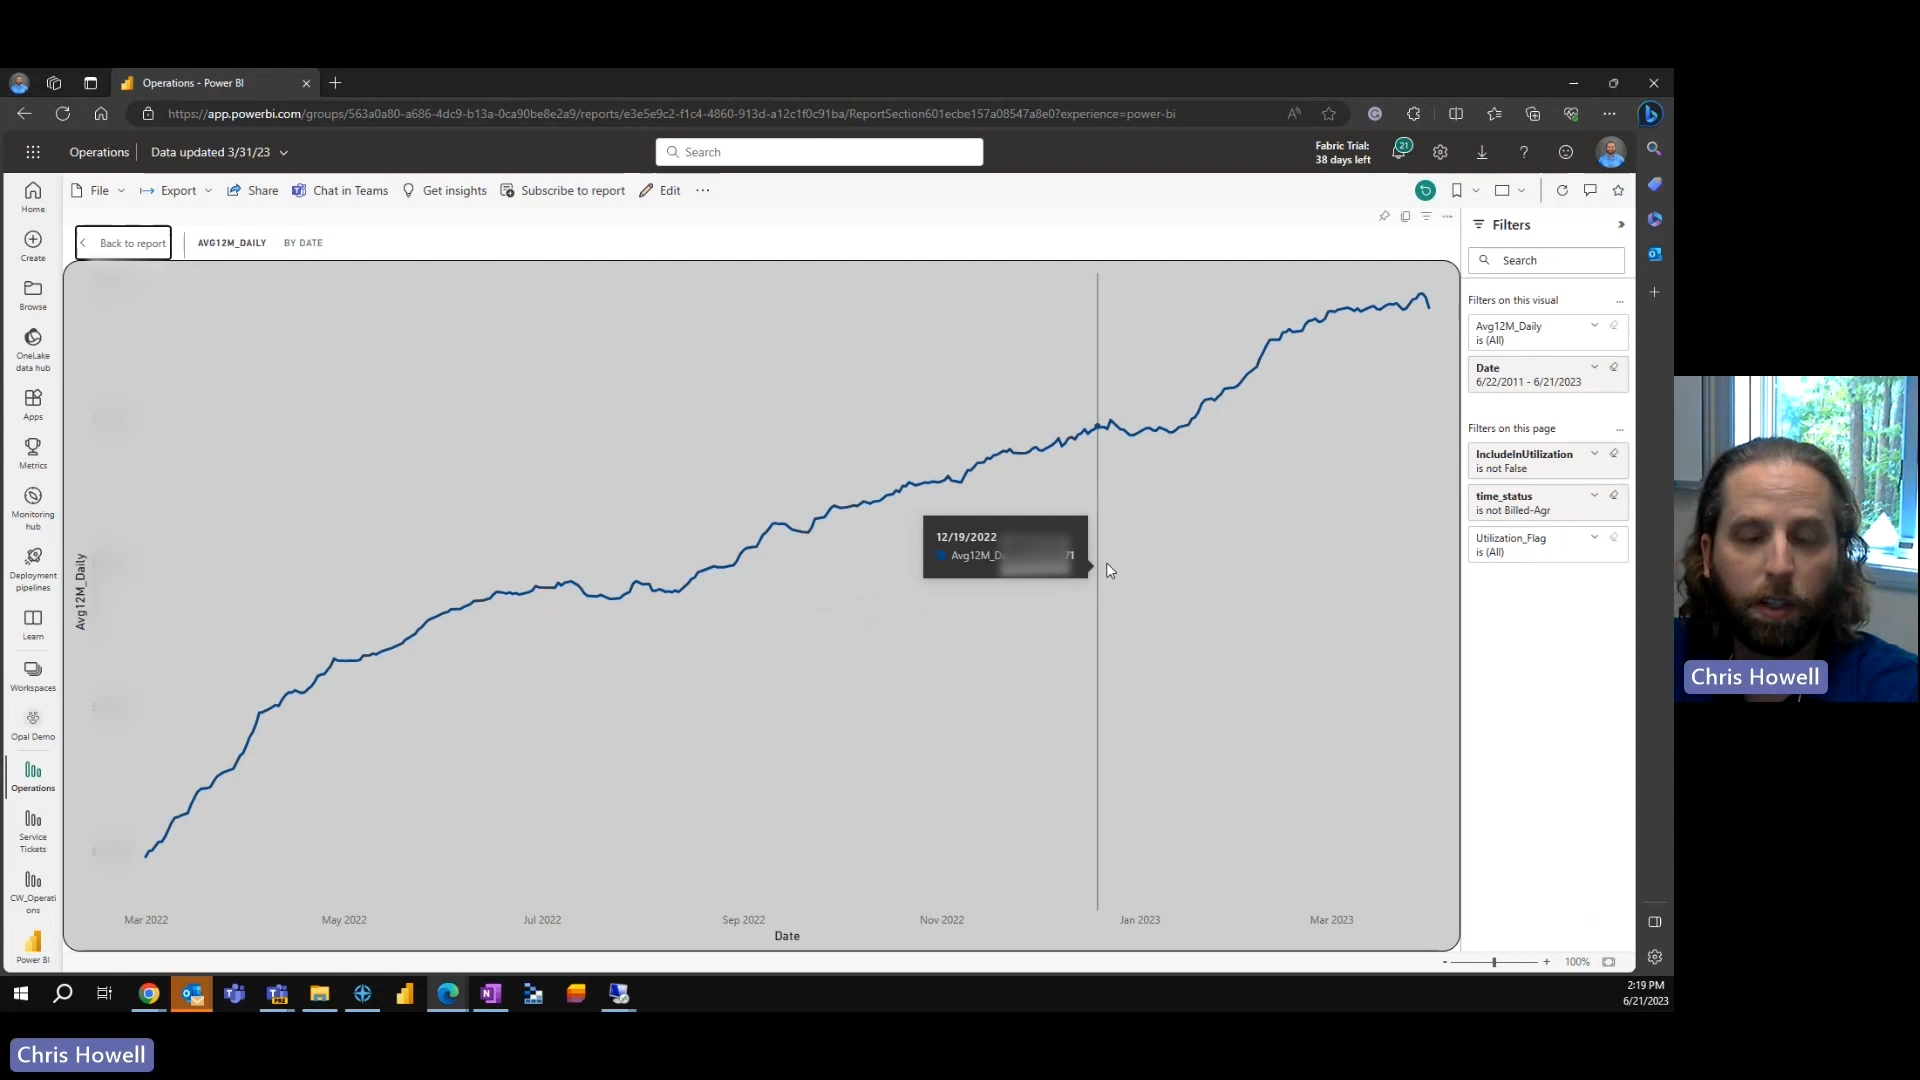 Operations - Power BI
https://app.powerbi.com/groups/563a0a80-a686-4dc9-b13a-0ca90be8e2a9/reports/e3e5e9c2-f1c4-4860-913d-a12c1f0c91ba/ReportSection601ecbe157a08547a8e0?experience=power-bi
Operations
Data updated 3/31/23
Search
Fabric Trial:
38 days left
21
File
Export
Share
Chat in Teams
Get insights
Subscribe to report
Edit
Home
Create
Browse
OneLake
data hub
Apps
Metrics
Monitoring
hub
Deployment
pipelines
Learn
Workspaces
Opal Demo
Operations
Service
Tickets
CW_Operati
ons
Power BI
Back to report
AVG12M_DAILY
BY DATE
Avg12M_Daily
12/19/2022
71
Mar 2022
May 2022
Jul 2022
Sep 2022
Nov 2022
Jan 2023
Mar 2023
Date
Filters
Search
Filters on this visual
Avg12M_Daily
is (All)
Date
6/22/2011 - 6/21/2023
Filters on this page
IncludeInUtilization
is not False
time_status
is not Billed-Agr
Utilization_Flag
is (All)
100%
2:19 PM
6/21/2023
Chris Howell
Chris Howell